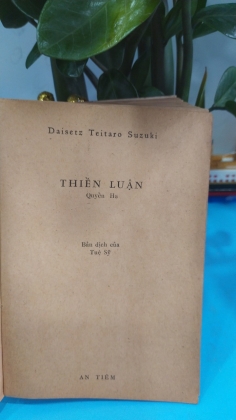 Daisetz Teitaro Suzuki
THIỀN LUẬN
Quyển Hạ
Bản dịch của
Tuệ Sỹ
AN TIÊM